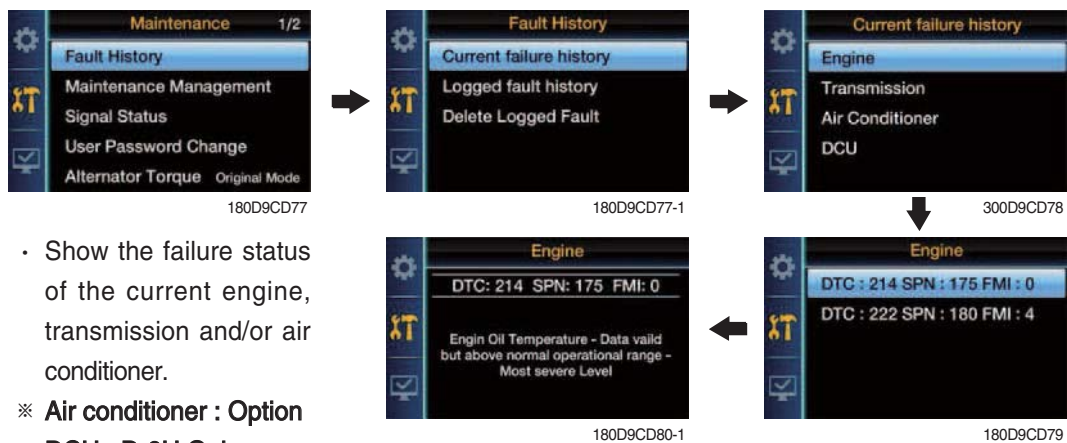 Maintenance 1/2
Fault History
Maintenance Management
Signal Status
User Password Change
Alternator Torque Original Mode
180D9CD77
Fault History
Current failure history
Logged fault history
Delete Logged Fault
180D9CD77-1
Current failure history
Engine
Transmission
Air Conditioner
DCU
300D9CD78
· Show the failure status
of the current engine,
transmission and/or air
conditioner.
※ Air conditioner : Option
Engine
DTC : 214 SPN : 175 FMI : 0
DTC : 222 SPN : 180 FMI : 4
180D9CD79
Engine
DTC: 214 SPN: 175 FMI: 0
Engin Oil Temperature - Data vaild
but above normal operational range -
Most severe Level
180D9CD80-1